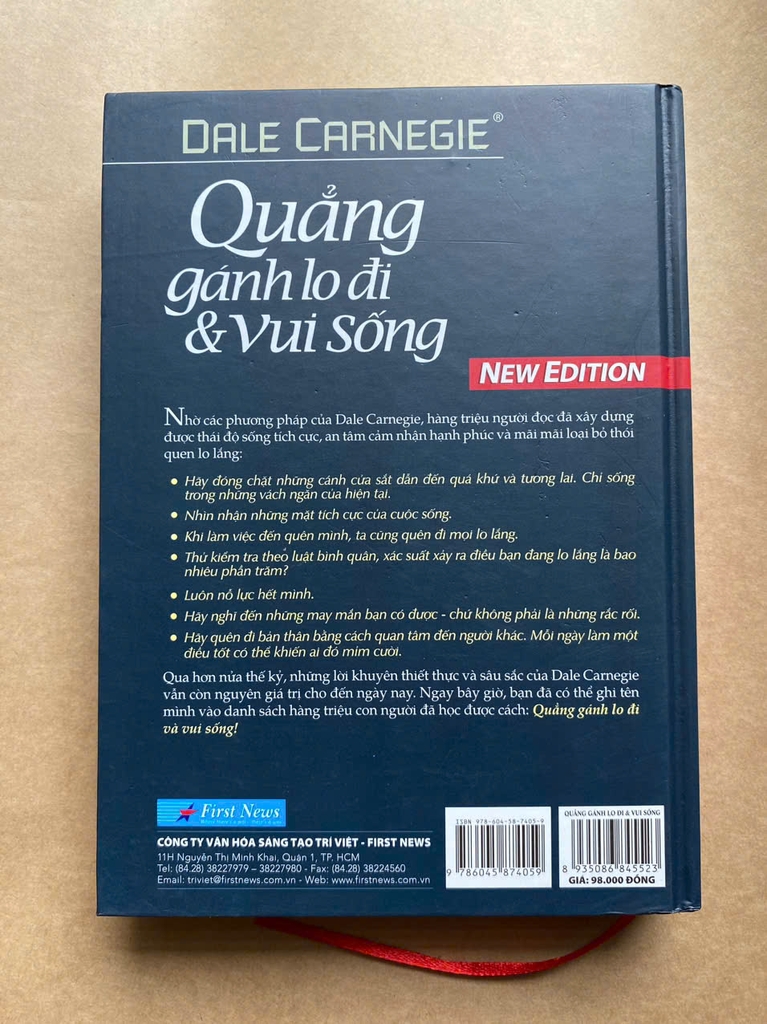 DALE CARNEGIE®
Quẳng
gánh lo đi
& vui sống
NEW EDITION
Nhờ các phương pháp của Dale Carnegie, hàng triệu người đọc đã xây dựng
được thái độ sống tích cực, an tâm cảm nhận hạnh phúc và mãi mãi loại bỏ thói
quen lo lắng:
• Hãy đóng chặt những cánh cửa sắt dẫn đến quá khứ và tương lai. Chỉ sống
trong những vách ngăn của hiện tại.
• Nhìn nhận những mặt tích cực của cuộc sống.
• Khi làm việc đến quên mình, ta cũng quên đi mọi lo lắng.
• Thử kiểm tra theo luật bình quân, xác suất xảy ra điều bạn đang lo lắng là bao
nhiêu phần trăm?
• Luôn nỗ lực hết mình.
• Hãy nghĩ đến những may mắn bạn có được - chứ không phải là những rắc rối.
• Hãy quên đi bản thân bằng cách quan tâm đến người khác. Mỗi ngày làm một
điều tốt có thể khiến ai đó mỉm cười.
Qua hơn nửa thế kỷ, những lời khuyên thiết thực và sâu sắc của Dale Carnegie
vẫn còn nguyên giá trị cho đến ngày nay. Ngay bây giờ, bạn đã có thể ghi tên
mình vào danh sách hàng triệu con người đã học được cách: Quẳng gánh lo đi
và vui sống!
First News
CÔNG TY VĂN HÓA SÁNG TẠO TRÍ VIỆT - FIRST NEWS
11H Nguyễn Thị Minh Khai, Quận 1, TP. HCM
Tel: (84.28) 38227979 – 38227980 - Fax: (84.28) 38224560
Email: triviet@firstnews.com.vn - Web: www.firstnews.com.vn
ISBN 978-604-58-7405-9
9 786045 874059
QUẲNG GÁNH LO ĐI & VUI SỐNG
8 935086 845523
GIÁ: 98.000 ĐỒNG